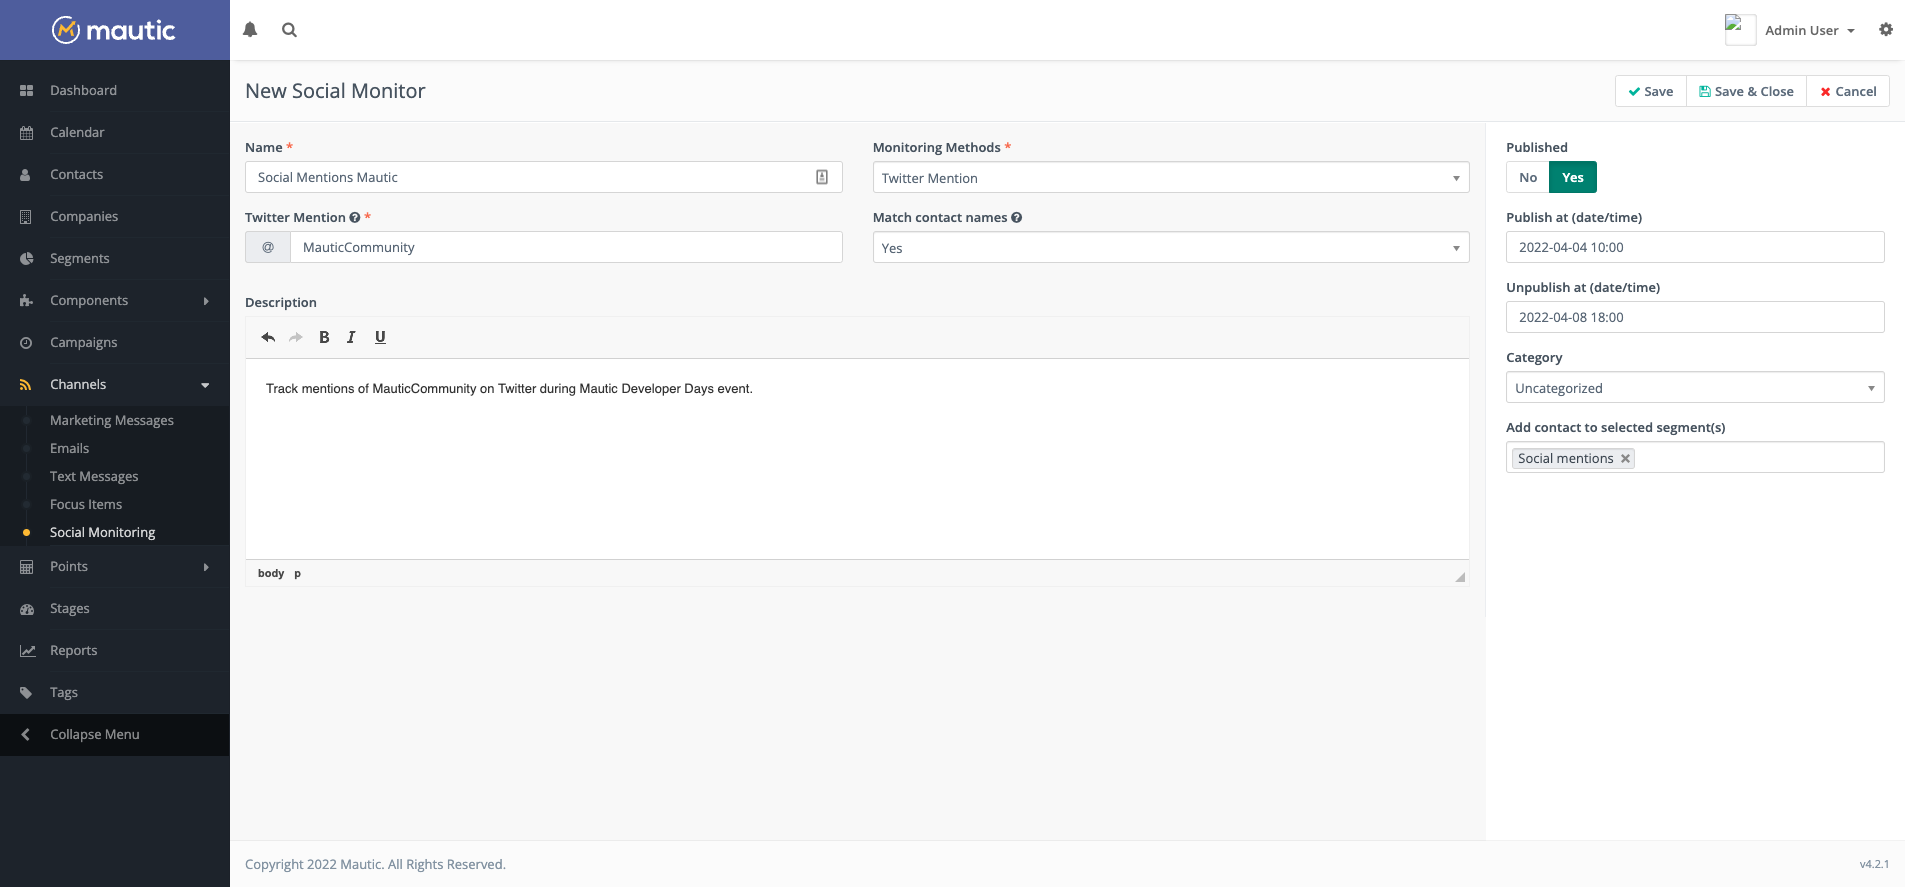 mautic
Admin User
Dashboard
Calendar
Contacts
Companies
Segments
Components
Campaigns
Channels
Marketing Messages
Emails
Text Messages
Focus Items
Social Monitoring
Points
Stages
Reports
Tags
Collapse Menu
New Social Monitor
Save
Save & Close
Cancel
Name *
Social Mentions Mautic
Monitoring Methods *
Twitter Mention
Twitter Mention ? *
@ MauticCommunity
Match contact names ?
Yes
Description
B I U
Track mentions of MauticCommunity on Twitter during Mautic Developer Days event.
body p
Published
No Yes
Publish at (date/time)
2022-04-04 10:00
Unpublish at (date/time)
2022-04-08 18:00
Category
Uncategorized
Add contact to selected segment(s)
Social mentions ×
Copyright 2022 Mautic. All Rights Reserved.
v4.2.1